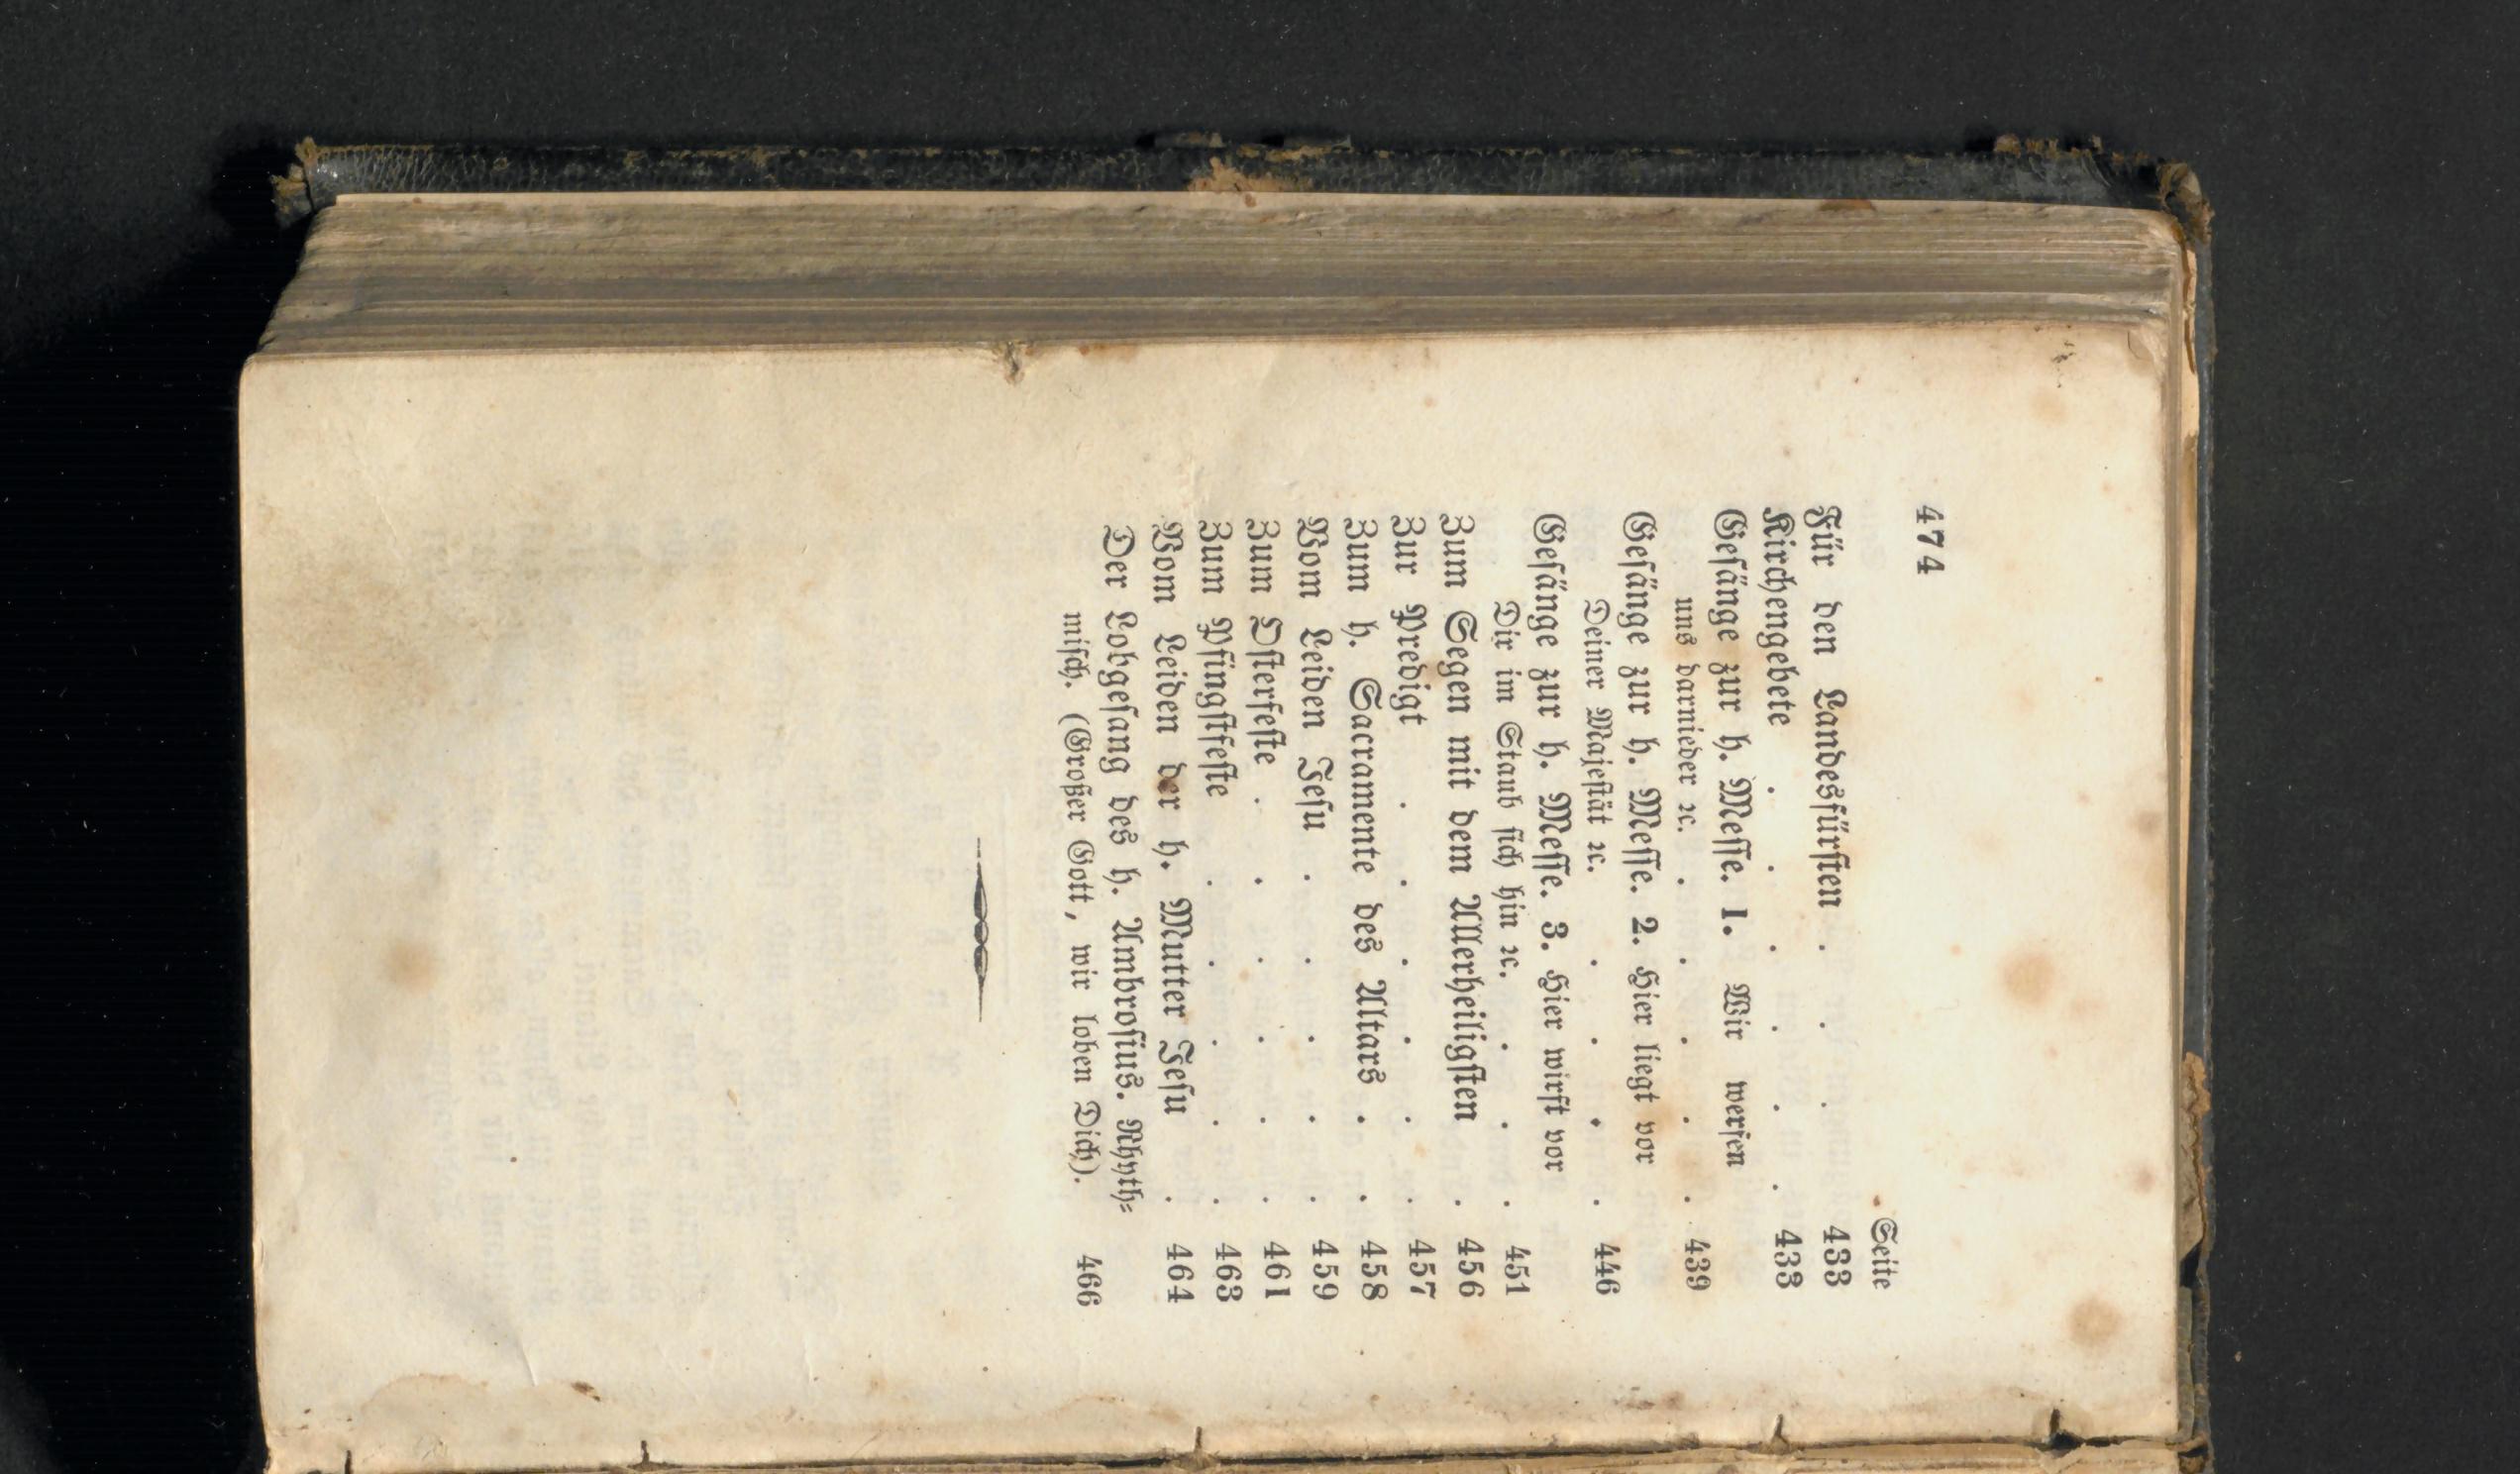 474
Seite
Für den Landesfürsten . . . . 433
Kirchengebete . . . . . . 433
Gesänge zur h. Messe. 1. Wir werfen
uns darnieder ꝛc. . . . . . 439
Gesänge zur h. Messe. 2. Hier liegt vor
Deiner Majestät ꝛc. . . . . 446
Gesänge zur h. Messe. 3. Hier wirft vor
Dir im Staub sich hin ꝛc. . . . 451
Zum Segen mit dem Allerheiligsten . 456
Zur Predigt . . . . . . 457
Zum h. Sacramente des Altars . . 458
Vom Leiden Jesu . . . . . 459
Zum Osterfeste . . . . . . 461
Zum Pfingstfeste . . . . . 463
Vom Leiden der h. Mutter Jesu . 464
Der Lobgesang des h. Ambrosius. Rhyth-
misch. (Großer Gott, wir loben Dich). 466